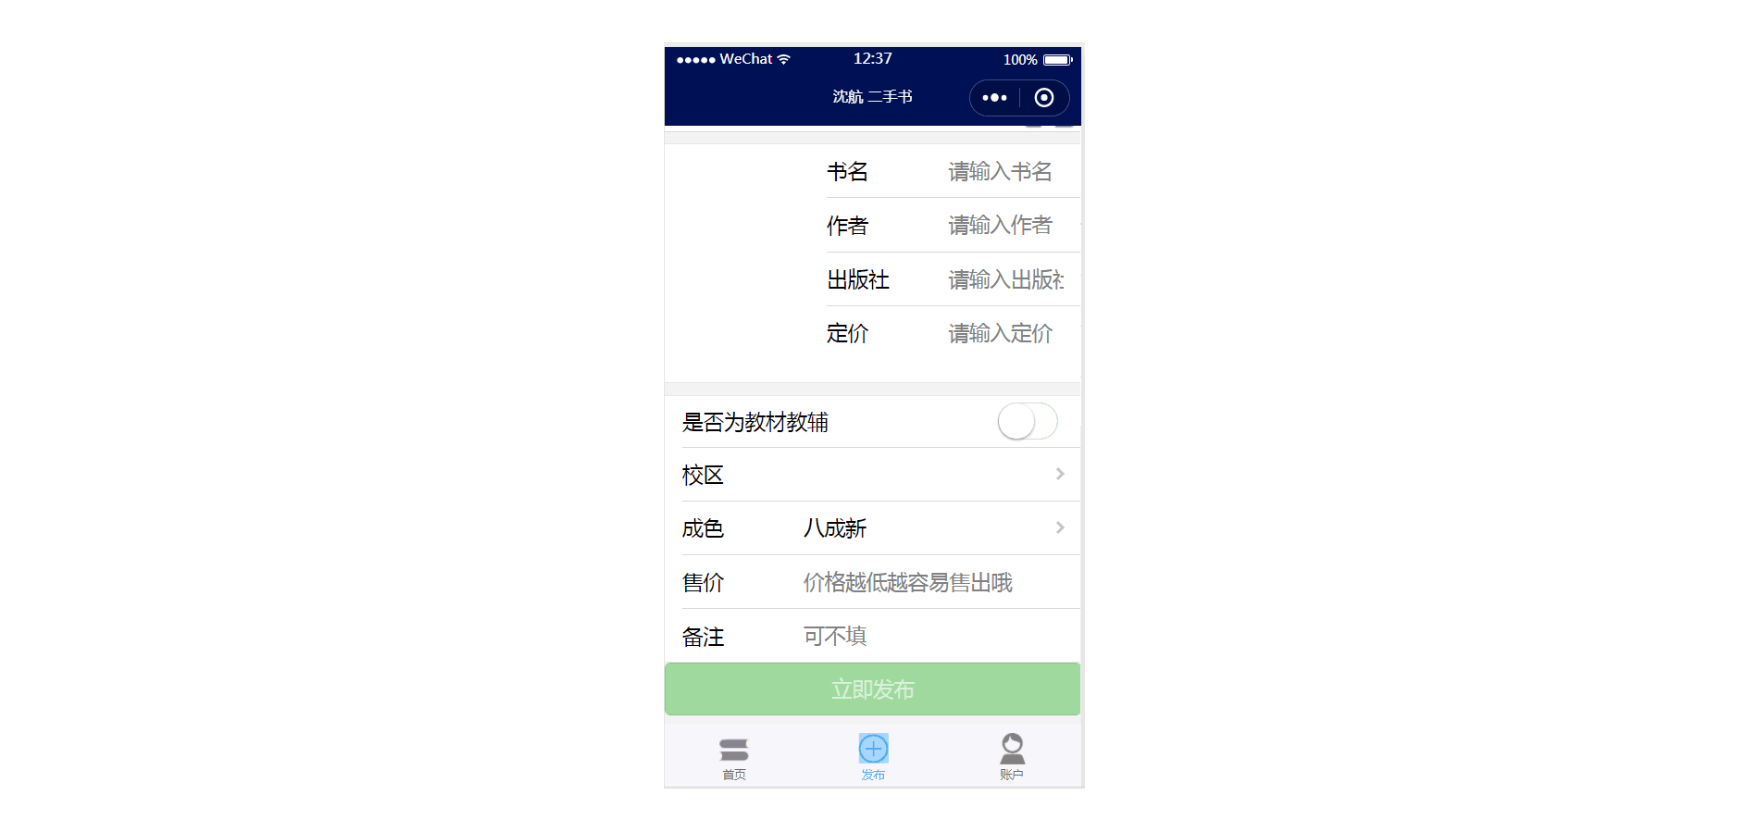 WeChat 12:37 100%
沈航 二手书
书名 请输入书名
作者 请输入作者
出版社 请输入出版社
定价 请输入定价
是否为教材教辅
校区
成色 八成新
售价 价格越低越容易售出哦
备注 可不填
立即发布
首页 发布 账户